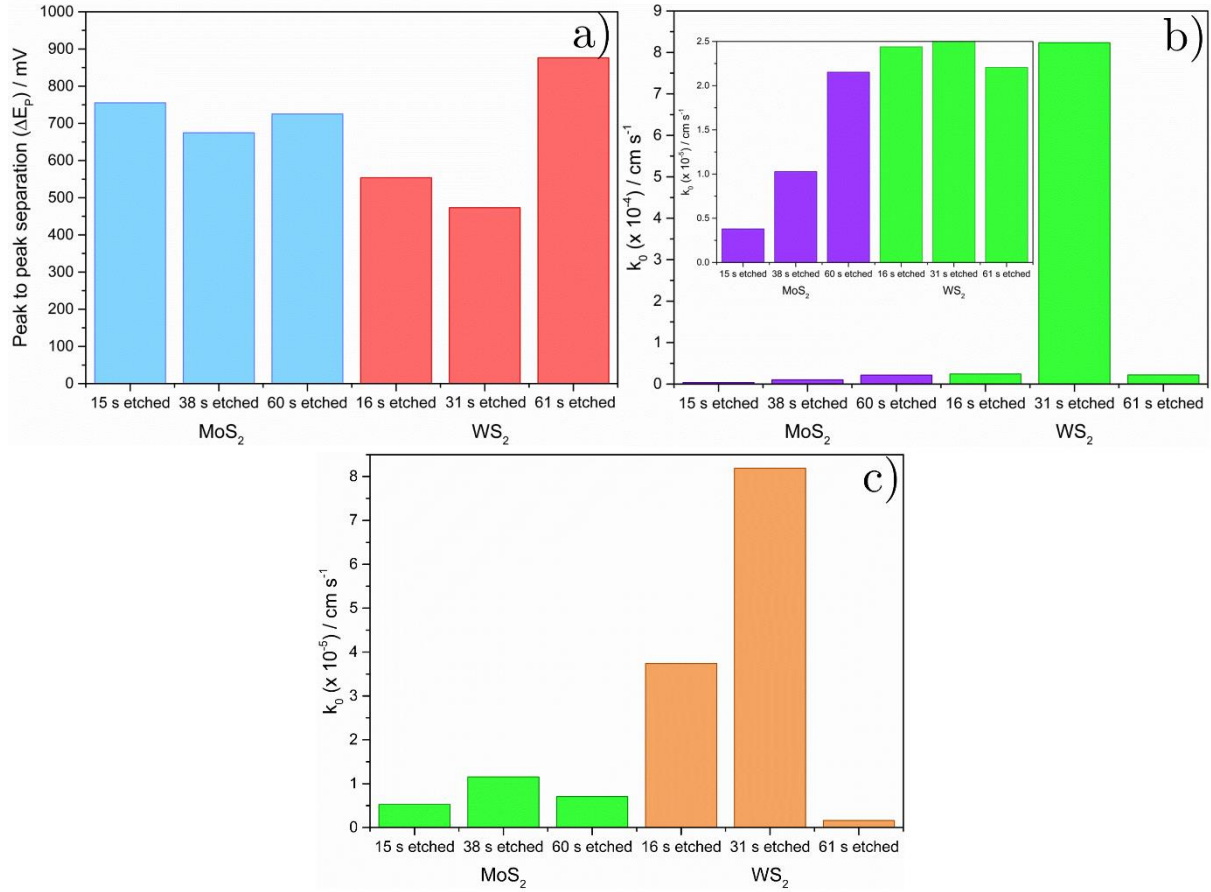 a)
Peak to peak separation (ΔE_P) / mV
1000
900
800
700
600
500
400
300
200
100
0
15 s etched 38 s etched 60 s etched 16 s etched 31 s etched 61 s etched
MoS₂ WS₂
b)
k₀ (x 10⁻⁴) / cm s⁻¹
9
8
7
6
5
4
3
2
1
0
15 s etched 38 s etched 60 s etched 16 s etched 31 s etched 61 s etched
MoS₂ WS₂
k₀ (x 10⁻⁵) / cm s⁻¹
2.5
2.0
1.5
1.0
0.5
0.0
15 s etched 38 s etched 60 s etched 16 s etched 31 s etched 61 s etched
MoS₂ WS₂
c)
k₀ (x 10⁻⁵) / cm s⁻¹
8
7
6
5
4
3
2
1
0
15 s etched 38 s etched 60 s etched 16 s etched 31 s etched 61 s etched
MoS₂ WS₂